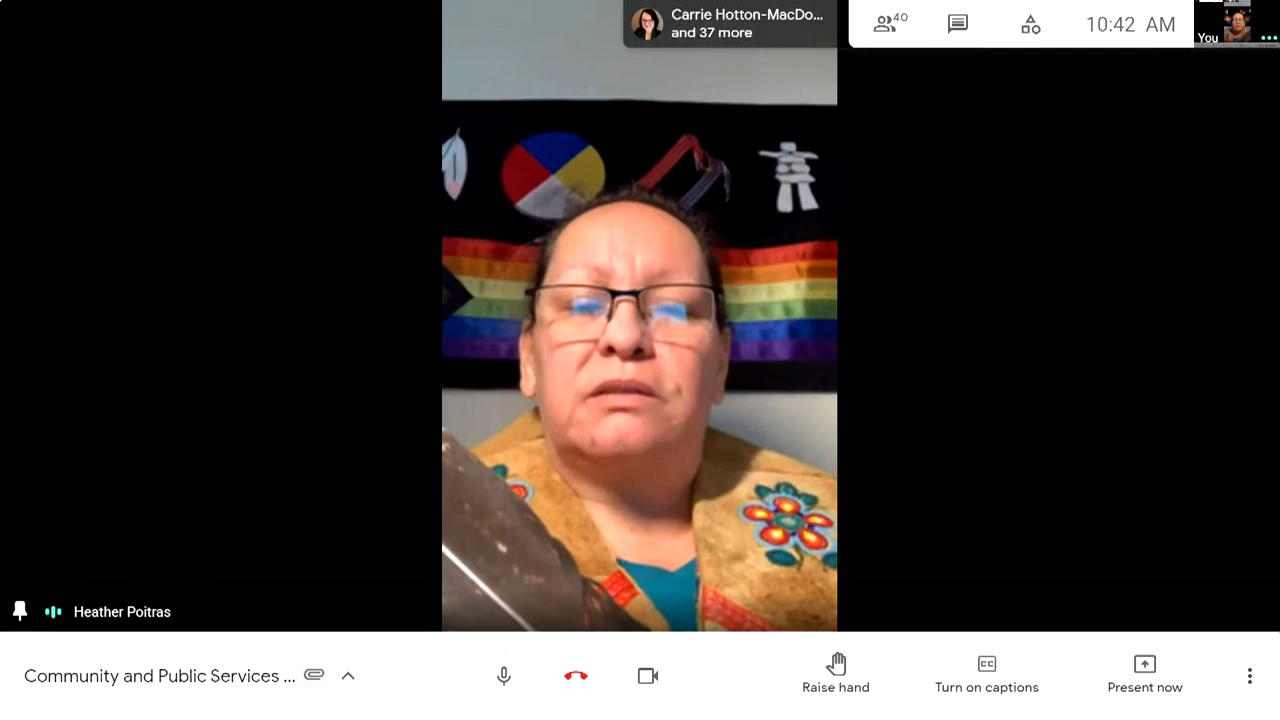 Carrie Hotton-MacDo...
and 37 more
40
10:42 AM
You
Heather Poitras
Community and Public Services ...
CC
Raise hand
Turn on captions
Present now